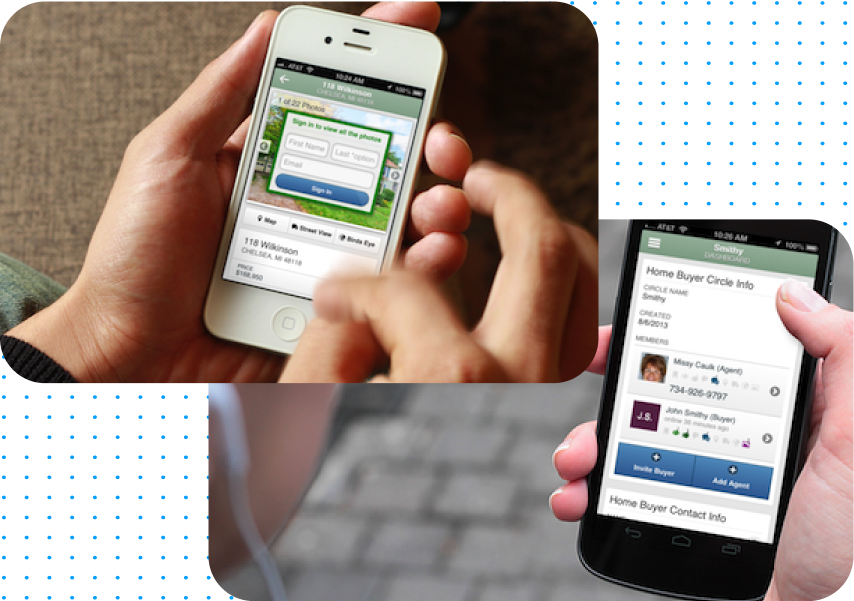 AT&T 10:24 AM 100%
118 Wilkinson
CHELSEA, MI 48118
1 of 22 Photos
Sign in to view all the photos
First Name Last *option
Email
Sign In
Map Street View Birds Eye
118 Wilkinson
CHELSEA, MI 48118
PRICE
$168,950
AT&T 10:26 AM 100%
Smithy
DASHBOARD
Home Buyer Circle Info
CIRCLE NAME
Smithy
CREATED
8/6/2013
MEMBERS
Missy Caulk (Agent)
734-926-9797
J.S.
John Smithy (Buyer)
online 36 minutes ago
Invite Buyer Add Agent
Home Buyer Contact Info